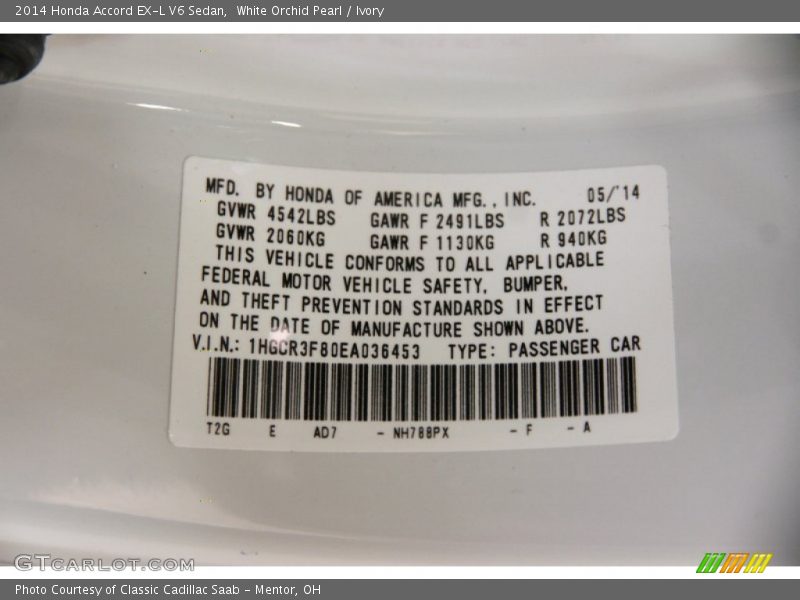 2014 Honda Accord EX-L V6 Sedan, White Orchid Pearl / Ivory
MFD. BY HONDA OF AMERICA MFG., INC. 05/'14
GVWR 4542LBS GAWR F 2491LBS R 2072LBS
GVWR 2060KG GAWR F 1130KG R 940KG
THIS VEHICLE CONFORMS TO ALL APPLICABLE
FEDERAL MOTOR VEHICLE SAFETY, BUMPER,
AND THEFT PREVENTION STANDARDS IN EFFECT
ON THE DATE OF MANUFACTURE SHOWN ABOVE.
V.I.N.: 1HGCR3F80EA036453 TYPE: PASSENGER CAR
T2G E AD7 - NH788PX - F - A
GTCARLOT.COM
Photo Courtesy of Classic Cadillac Saab - Mentor, OH